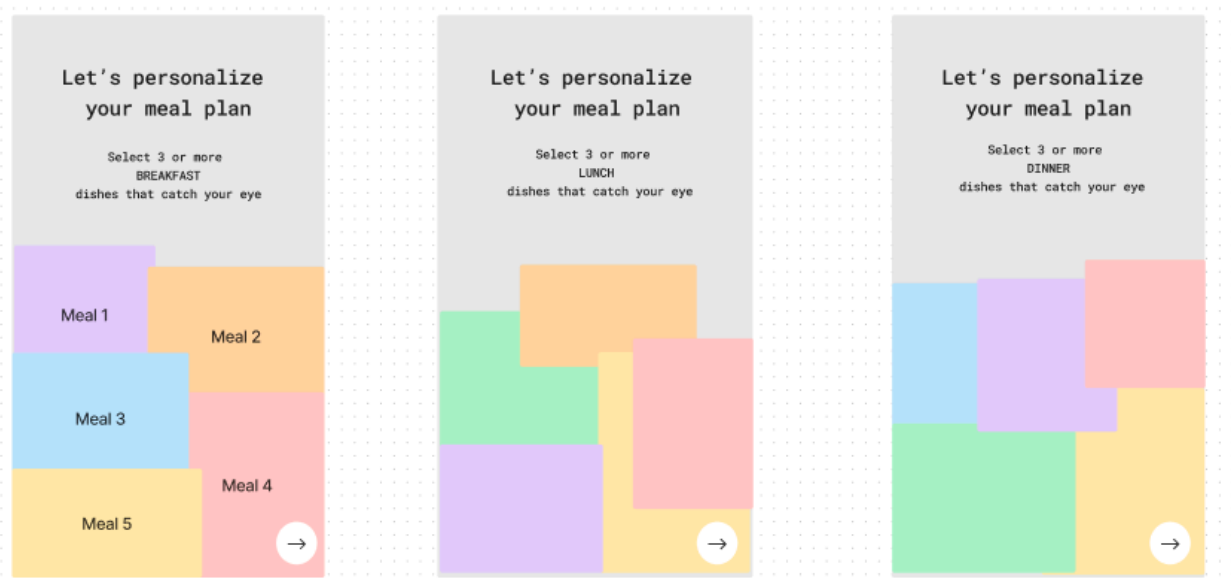 Let's personalize
your meal plan
Select 3 or more
BREAKFAST
dishes that catch your eye
Meal 1
Meal 2
Meal 3
Meal 4
Meal 5
Let's personalize
your meal plan
Select 3 or more
LUNCH
dishes that catch your eye
Let's personalize
your meal plan
Select 3 or more
DINNER
dishes that catch your eye